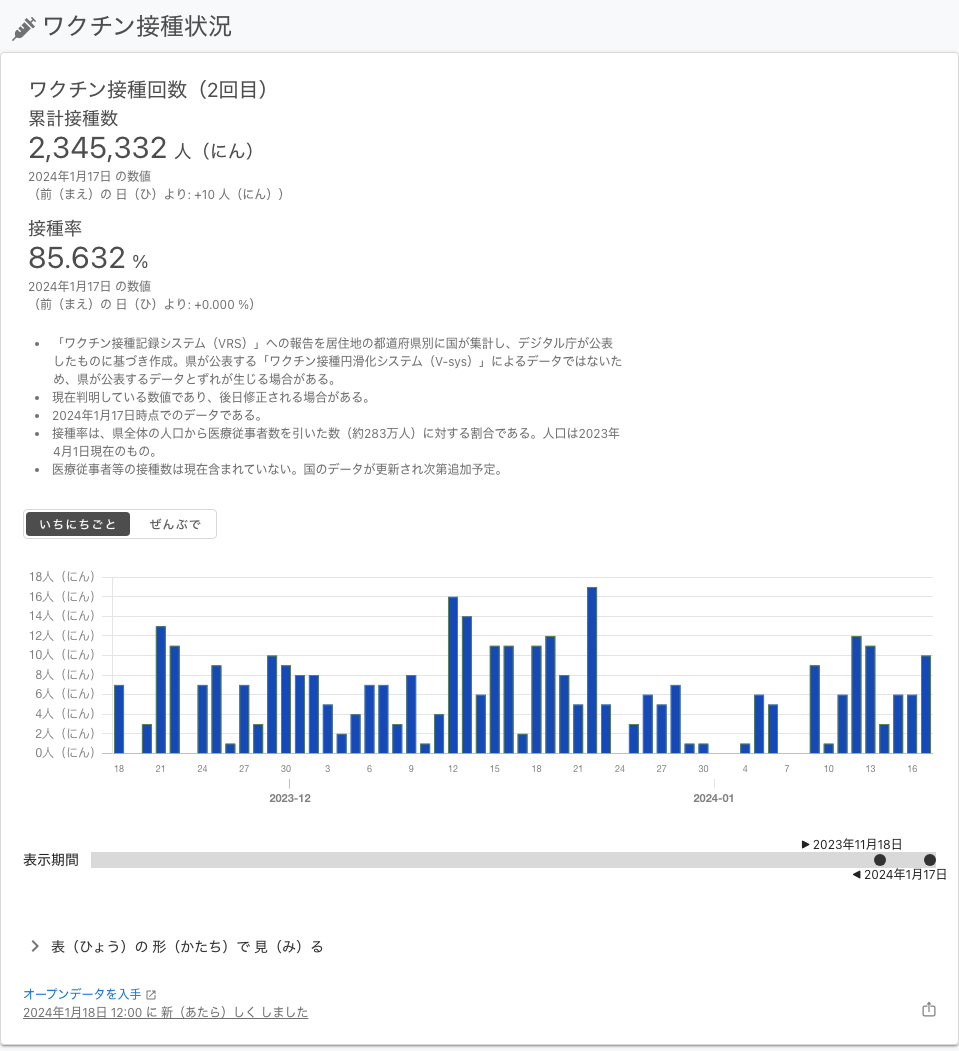 ワクチン接種状況
ワクチン接種回数（2回目）
累計接種数
2,345,332 人（にん）
2024年1月17日 の数値
（前（まえ）の 日（ひ）より: +10 人（にん））
接種率
85.632 %
2024年1月17日 の数値
（前（まえ）の 日（ひ）より: +0.000 %）
• 「ワクチン接種記録システム（VRS）」への報告を居住地の都道府県別に国が集計し、デジタル庁が公表
したものに基づき作成。県が公表する「ワクチン接種円滑化システム（V-sys）」によるデータではないた
め、県が公表するデータとずれが生じる場合がある。
• 現在判明している数値であり、後日修正される場合がある。
• 2024年1月17日時点でのデータである。
• 接種率は、県全体の人口から医療従事者数を引いた数（約283万人）に対する割合である。人口は2023年
4月1日現在のもの。
• 医療従事者等の接種数は現在含まれていない。国のデータが更新され次第追加予定。
いちにちごと ぜんぶで
18人（にん）
16人（にん）
14人（にん）
12人（にん）
10人（にん）
8人（にん）
6人（にん）
4人（にん）
2人（にん）
0人（にん）
18 21 24 27 30 3 6 9 12 15 18 21 24 27 30 4 7 10 13 16
2023-12 2024-01
▶ 2023年11月18日
表示期間
◀ 2024年1月17日
表（ひょう）の 形（かたち）で 見（み）る
オープンデータを入手
2024年1月18日 12:00 に 新（あたら）しく しました